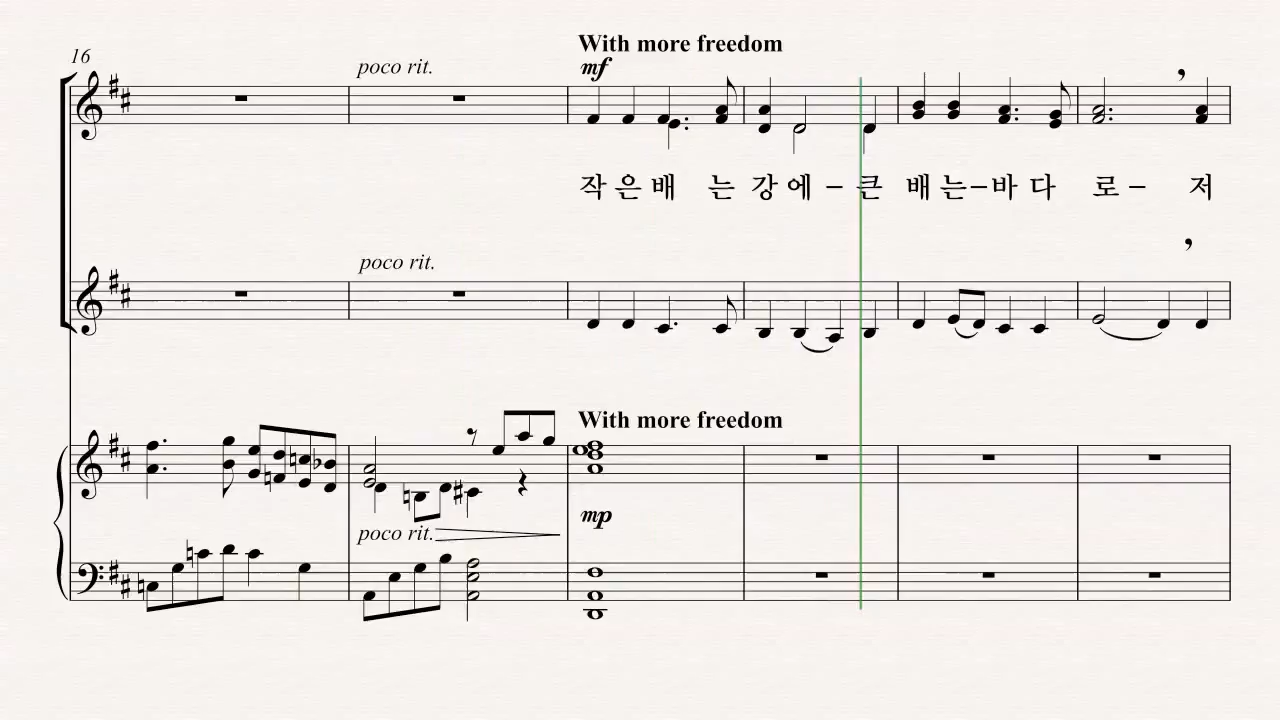 With more freedom
16
poco rit.
mf
작 은 배 는 강 에 – 큰 배 는–바 다 로 – 저
poco rit.
With more freedom
mp
poco rit.